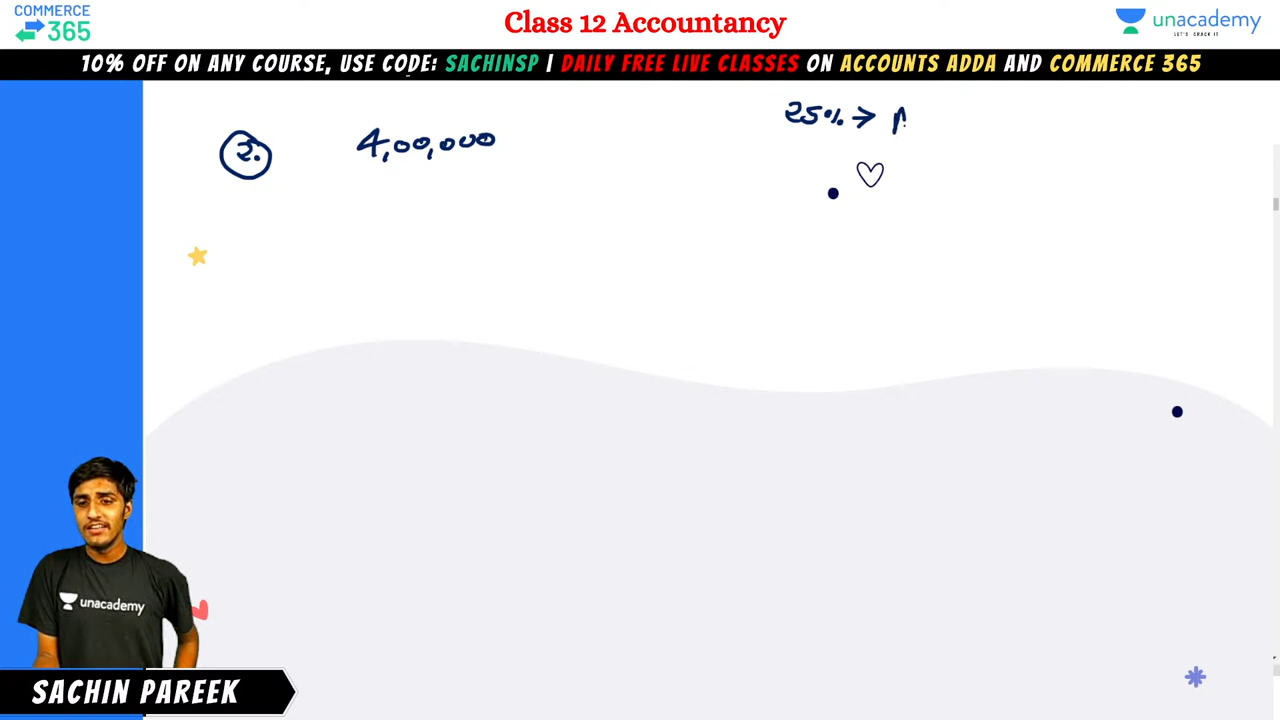 COMMERCE
365
Class 12 Accountancy
unacademy
LET'S CRACK IT
10% OFF ON ANY COURSE, USE CODE: SACHINSP | DAILY FREE LIVE CLASSES ON ACCOUNTS ADDA AND COMMERCE 365
2. 4,00,000
25% →
unacademy
SACHIN PAREEK